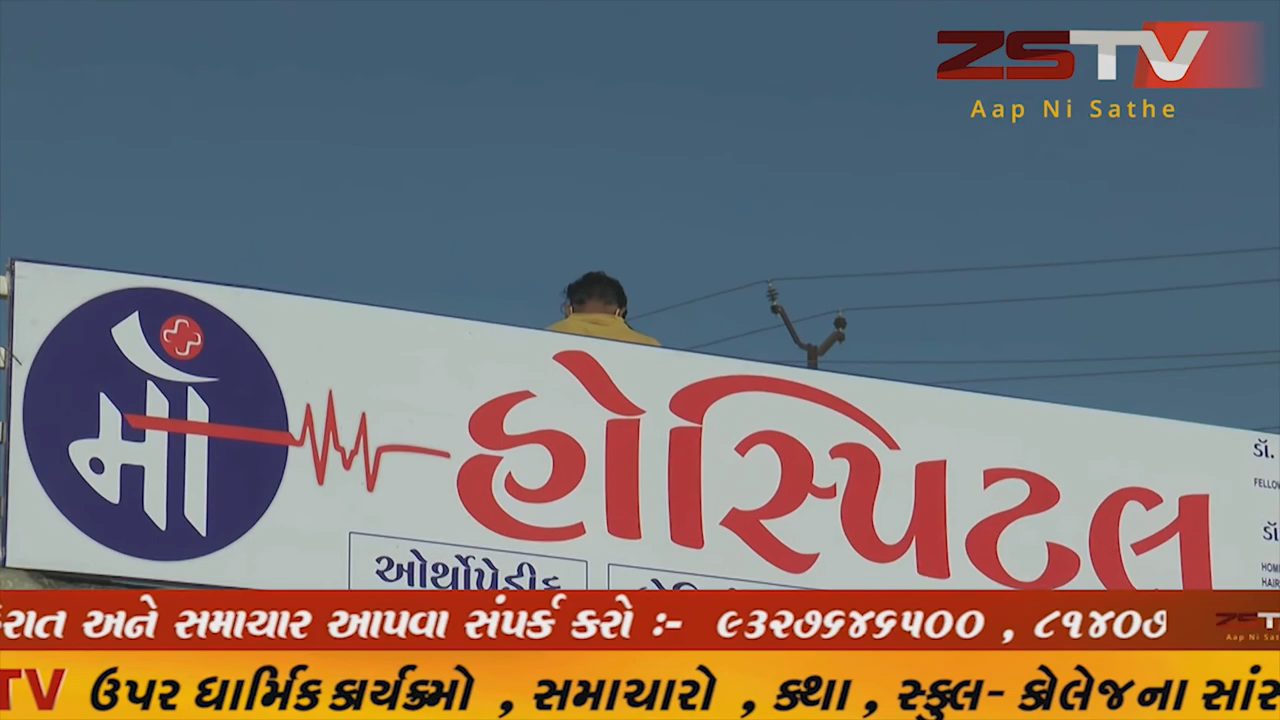 ZSTV
Aap Ni Sathe
માઁ હોસ્પિટલ
ડૉ.
ઓર્થોપેડીક
અને સમાચાર આપવા સંપર્ક કરો :- ૯૩૨૭૬૪૬૫૦૦ , ૮૧૪૦૭
TV ઉપર ધાર્મિક કાર્યક્રમો , સમાચારો , કથા , સ્કુલ- કોલેજના